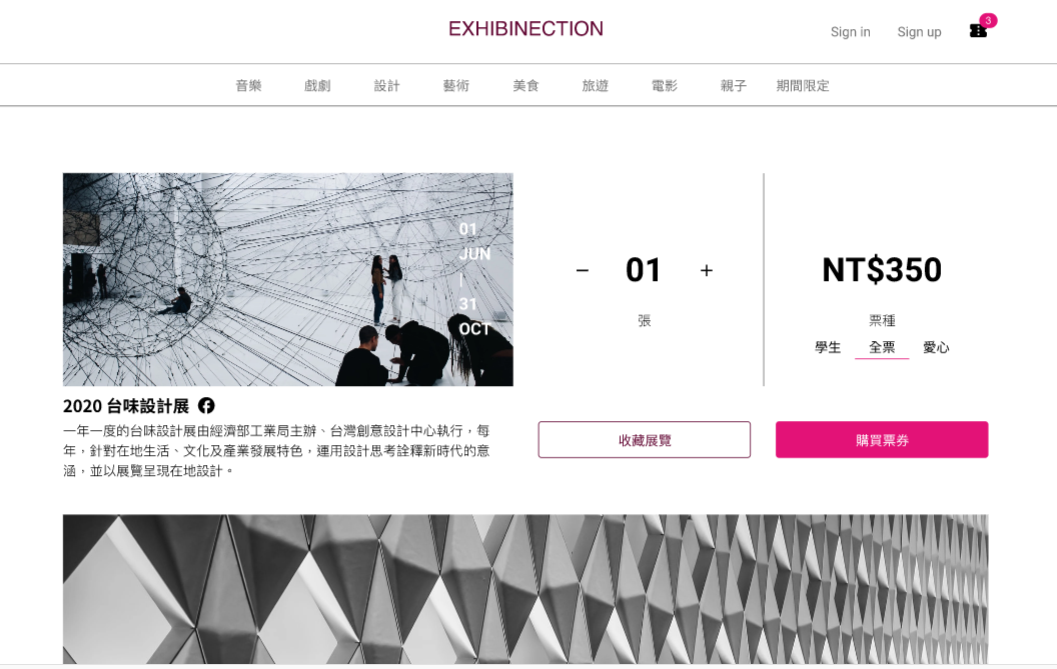 EXHIBINECTION
Sign in Sign up 3
音樂 戲劇 設計 藝術 美食 旅遊 電影 親子 期間限定
01
JUN
|
31
OCT
− 01 +
張
NT$350
票種
學生 全票 愛心
2020 台味設計展
一年一度的台味設計展由經濟部工業局主辦、台灣創意設計中心執行，每
年，針對在地生活、文化及產業發展特色，運用設計思考詮釋新時代的意
涵，並以展覽呈現在地設計。
收藏展覽 購買票券